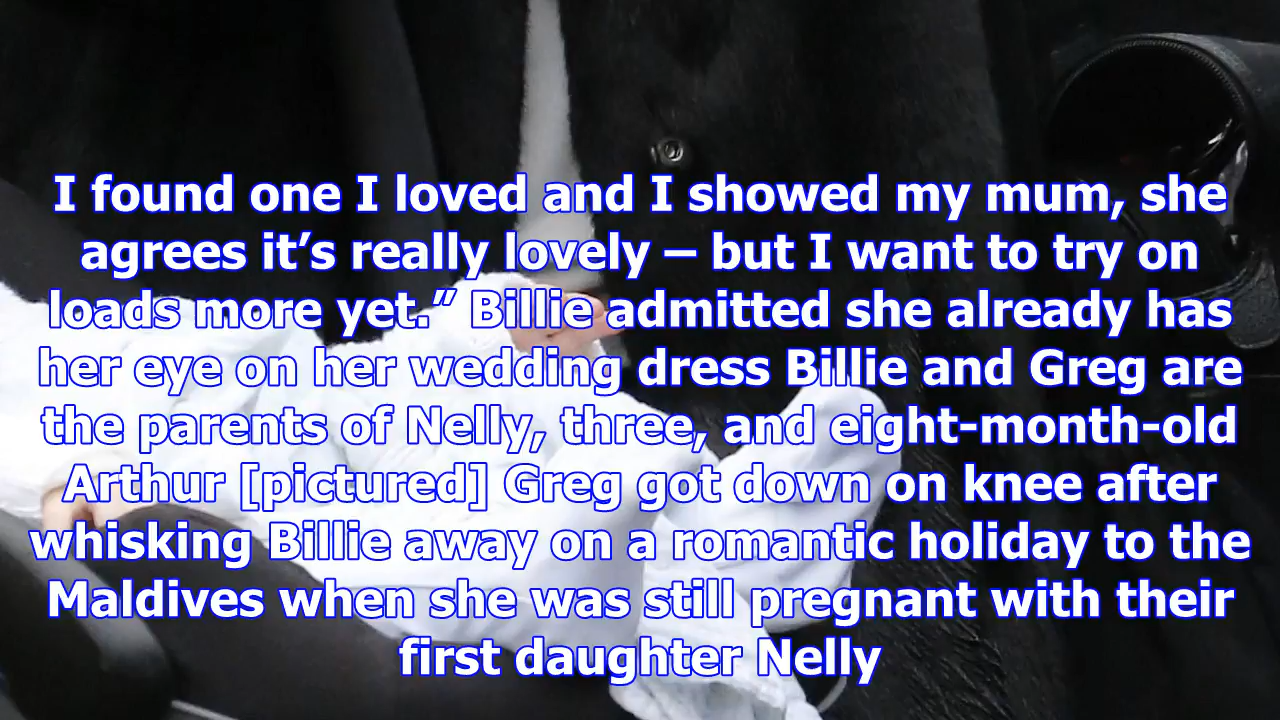 I found one I loved and I showed my mum, she
agrees it’s really lovely – but I want to try on
loads more yet.” Billie admitted she already has
her eye on her wedding dress Billie and Greg are
the parents of Nelly, three, and eight-month-old
Arthur [pictured] Greg got down on knee after
whisking Billie away on a romantic holiday to the
Maldives when she was still pregnant with their
first daughter Nelly